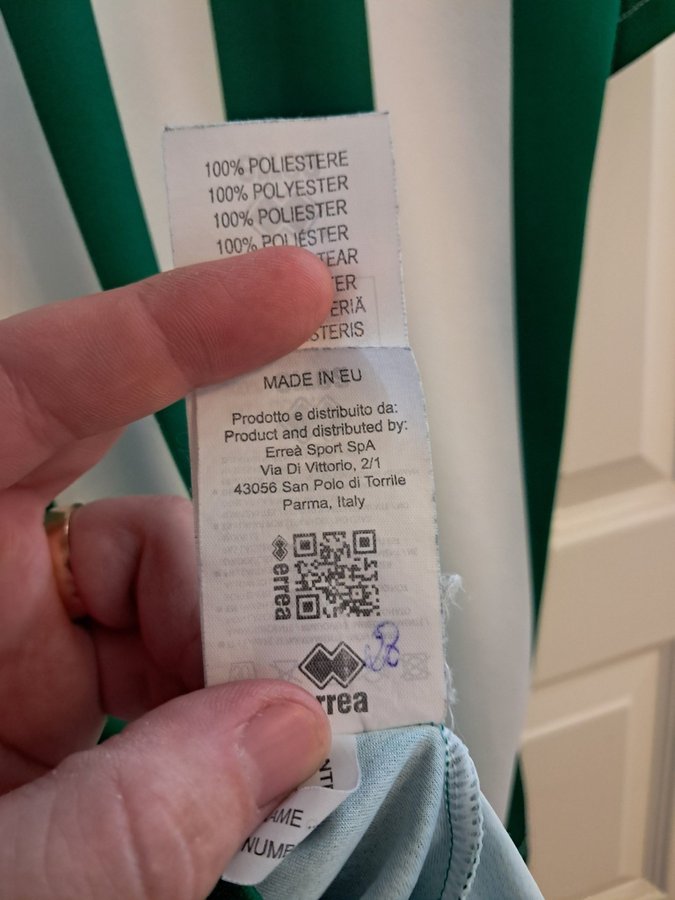 100% POLIESTERE
100% POLYESTER
100% POLIESTER
100% POLIÉSTER
MADE IN EU
Prodotto e distribuito da:
Product and distributed by:
Erreà Sport SpA
Via Di Vittorio, 2/1
43056 San Polo di Torrile
Parma, Italy
errea